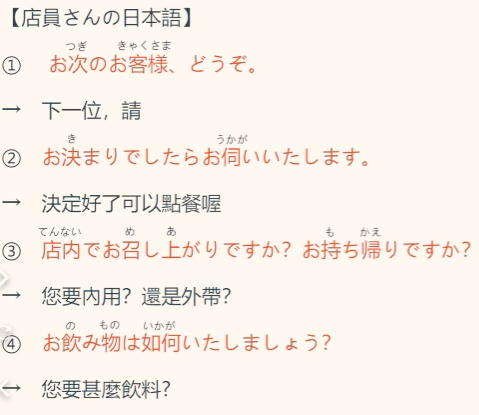 【店員さんの日本語】
つぎ きゃくさま
① お次のお客様、どうぞ。
→ 下一位，請
き うかが
② お決まりでしたらお伺いいたします。
→ 決定好了可以點餐喔
てんない め あ も かえ
③ 店内でお召し上がりですか？お持ち帰りですか？
→ 您要內用？還是外帶？
の もの いかが
④ お飲み物は如何いたしましょう？
→ 您要甚麼飲料？